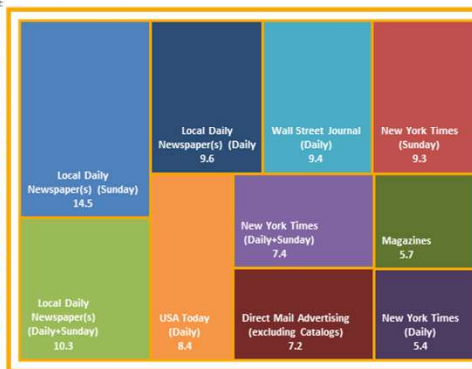 Local Daily
Newspaper(s) (Sunday)
14.5
Local Daily
Newspaper(s) (Daily
9.6
Wall Street Journal
(Daily)
9.4
New York Times
(Sunday)
9.3
Local Daily
Newspaper(s)
(Daily+Sunday)
10.3
USA Today
(Daily)
8.4
New York Times
(Daily+Sunday)
7.4
Magazines
5.7
Direct Mail Advertising
(excluding Catalogs)
7.2
New York Times
(Daily)
5.4